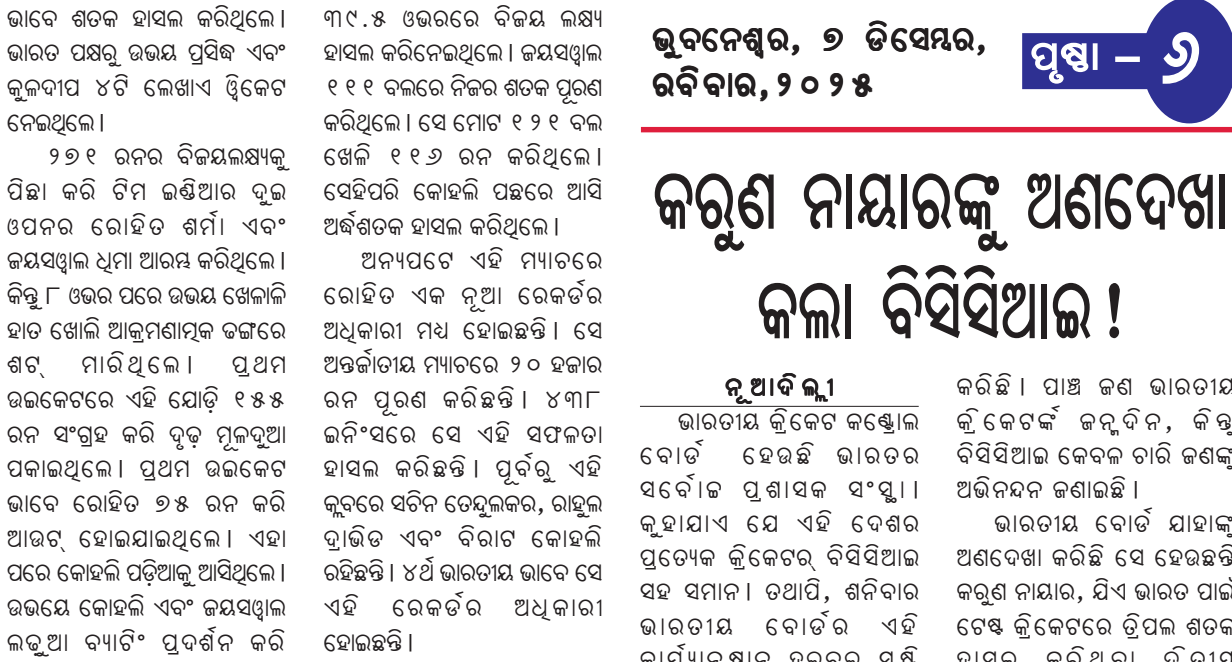 ଭାବେ ଶତକ ହାସଲ କରିଥିଲେ।
ଭାରତ ପକ୍ଷରୁ ଉଭୟ ପ୍ରସିଦ୍ଧ ଏବଂ
କୁଳଦୀପ ୪ଟି ଲେଖାଏ ୱିକେଟ
ନେଇଥିଲେ।
୨୭୧ ରନର ବିଜୟଲକ୍ଷ୍ୟକୁ
ପିଛା କରି ଟିମ ଇଣ୍ଡିଆର ଦୁଇ
ଓପନର ରୋହିତ ଶର୍ମା ଏବଂ
ଜୟସୱାଲ ଧିମା ଆରମ୍ଭ କରିଥିଲେ।
କିନ୍ତୁ ୮ ଓଭର ପରେ ଉଭୟ ଖେଳାଳି
ହାତ ଖୋଲି ଆକ୍ରମଣାତ୍ମକ ଢଙ୍ଗରେ
ଶଟ୍ ମାରିଥିଲେ। ପ୍ରଥମ
ଉଇକେଟରେ ଏହି ଯୋଡ଼ି ୧୫୫
ରନ ସଂଗ୍ରହ କରି ଦୃଢ଼ ମୂଳଦୁଆ
ପକାଇଥିଲେ। ପ୍ରଥମ ଉଇକେଟ
ଭାବେ ରୋହିତ ୭୫ ରନ କରି
ଆଉଟ୍ ହୋଇଯାଇଥିଲେ। ଏହା
ପରେ କୋହଲି ପଡ଼ିଆକୁ ଆସିଥିଲେ।
ଉଭୟେ କୋହଲି ଏବଂ ଜୟସୱାଲ
ଲଢୁଆ ବ୍ୟାଟିଂ ପ୍ରଦର୍ଶନ କରି
୩୯.୫ ଓଭରରେ ବିଜୟ ଲକ୍ଷ୍ୟ
ହାସଲ କରିନେଇଥିଲେ। ଜୟସୱାଲ
୧୧୧ ବଲରେ ନିଜର ଶତକ ପୂରଣ
କରିଥିଲେ। ସେ ମୋଟ ୧୨୧ ବଲ
ଖେଳି ୧୧୬ ରନ କରିଥିଲେ।
ସେହିପରି କୋହଲି ପଛରେ ଆସି
ଅର୍ଦ୍ଧଶତକ ହାସଲ କରିଥିଲେ।
ଅନ୍ୟପଟେ ଏହି ମ୍ୟାଚରେ
ରୋହିତ ଏକ ନୂଆ ରେକର୍ଡର
ଅଧିକାରୀ ମଧ୍ୟ ହୋଇଛନ୍ତି। ସେ
ଅନ୍ତର୍ଜାତୀୟ ମ୍ୟାଚରେ ୨୦ ହଜାର
ରନ ପୂରଣ କରିଛନ୍ତି। ୪୩୮
ଇନିଂସରେ ସେ ଏହି ସଫଳତା
ହାସଲ କରିଛନ୍ତି। ପୂର୍ବରୁ ଏହି
କ୍ଲବରେ ସଚିନ ତେନ୍ଦୁଲକର, ରାହୁଲ
ଦ୍ରାଭିଡ ଏବଂ ବିରାଟ କୋହଲି
ରହିଛନ୍ତି। ୪ର୍ଥ ଭାରତୀୟ ଭାବେ ସେ
ଏହି ରେକର୍ଡର ଅଧିକାରୀ
ହୋଇଛନ୍ତି।
ଭୁବନେଶ୍ୱର, ୭ ଡିସେମ୍ବର,
ରବିବାର,୨୦୨୫
ପୃଷ୍ଠା – ୬
କରୁଣ ନାୟାରଙ୍କୁ ଅଣଦେଖା
କଲା ବିସିସିଆଇ!
ନୂଆଦିଲ୍ଲୀ
ଭାରତୀୟ କ୍ରିକେଟ କଣ୍ଟ୍ରୋଲ
ବୋର୍ଡ ହେଉଛି ଭାରତର
ସର୍ବୋଚ୍ଚ ପ୍ରଶାସକ ସଂସ୍ଥା।
କୁହାଯାଏ ଯେ ଏହି ଦେଶର
ପ୍ରତ୍ୟେକ କ୍ରିକେଟର୍ ବିସିସିଆଇ
ସହ ସମାନ। ତଥାପି, ଶନିବାର
ଭାରତୀୟ ବୋର୍ଡର ଏହି
କରିଛି। ପାଞ୍ଚ ଜଣ ଭାରତୀୟ
କ୍ରିକେଟର୍ଙ୍କ ଜନ୍ମଦିନ, କିନ୍ତୁ
ବିସିସିଆଇ କେବଳ ଚାରି ଜଣଙ୍କୁ
ଅଭିନନ୍ଦନ ଜଣାଇଛି।
ଭାରତୀୟ ବୋର୍ଡ ଯାହାଙ୍କୁ
ଅଣଦେଖା କରିଛି ସେ ହେଉଛନ୍ତି
କରୁଣ ନାୟାର, ଯିଏ ଭାରତ ପାଇଁ
ଟେଷ୍ଟ କ୍ରିକେଟରେ ତ୍ରିପଲ ଶତକ